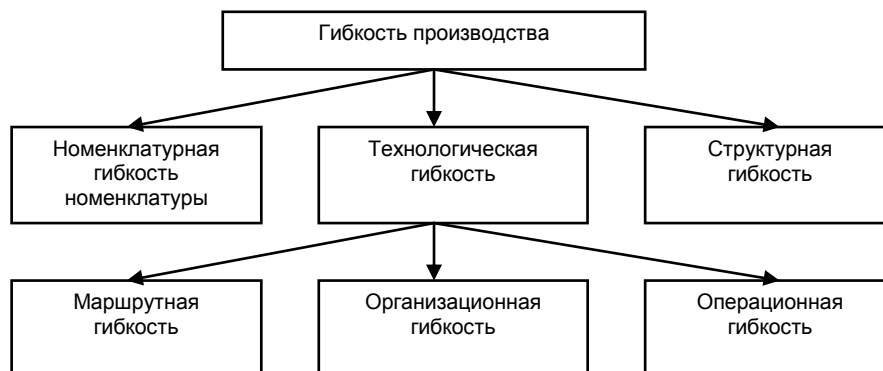 Гибкость производства
Номенклатурная
гибкость
номенклатуры
Технологическая
гибкость
Структурная
гибкость
Маршрутная
гибкость
Организационная
гибкость
Операционная
гибкость